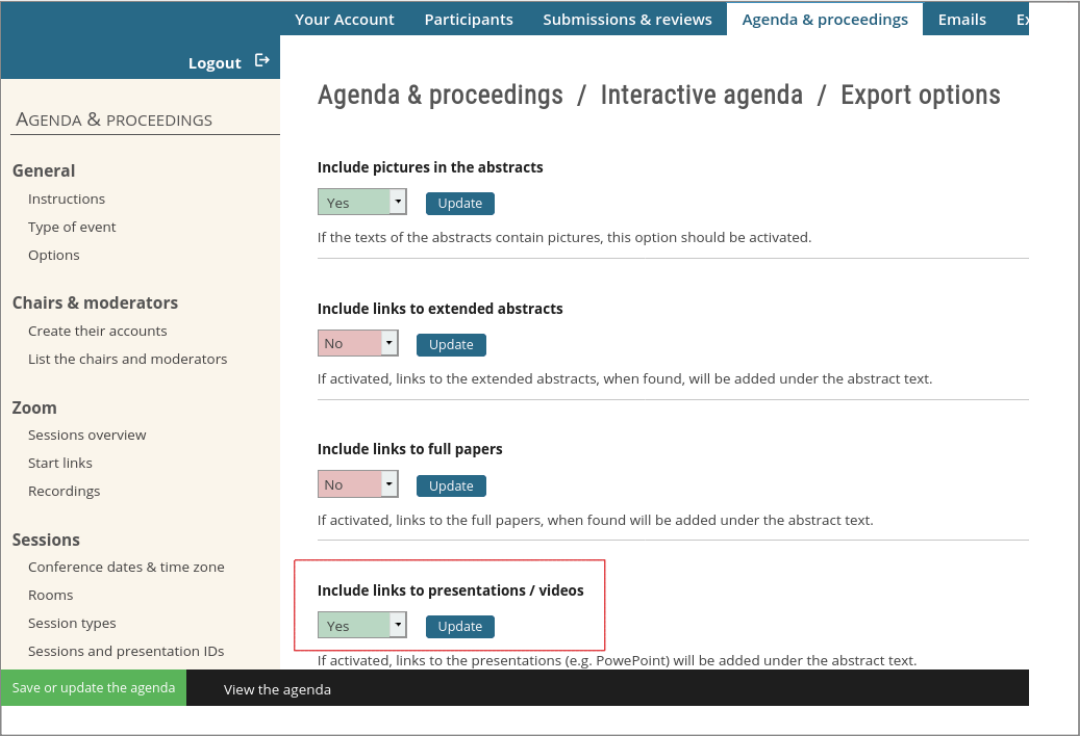 Your Account Participants Submissions & reviews Agenda & proceedings Emails Ex
Logout
AGENDA & PROCEEDINGS
General
Instructions
Type of event
Options
Chairs & moderators
Create their accounts
List the chairs and moderators
Zoom
Sessions overview
Start links
Recordings
Sessions
Conference dates & time zone
Rooms
Session types
Sessions and presentation IDs
Agenda & proceedings / Interactive agenda / Export options
Include pictures in the abstracts
Yes Update
If the texts of the abstracts contain pictures, this option should be activated.
Include links to extended abstracts
No Update
If activated, links to the extended abstracts, when found, will be added under the abstract text.
Include links to full papers
No Update
If activated, links to the full papers, when found will be added under the abstract text.
Include links to presentations / videos
Yes Update
If activated, links to the presentations (e.g. PowePoint) will be added under the abstract text.
Save or update the agenda View the agenda